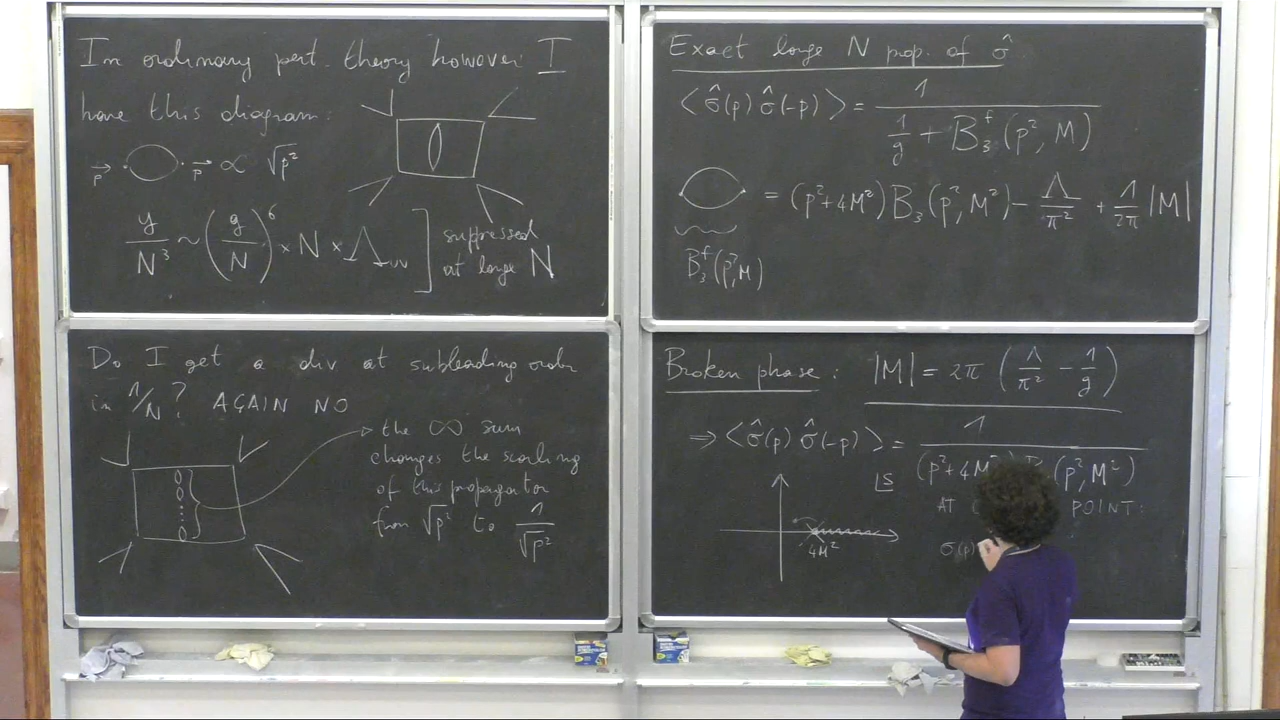 In ordinary pert. theory however I
have this diagram:
→p →p ∝ √p²
y/N³ ~ (g/N)⁶ × N × Λ_UV ] suppressed
at large N
Do I get a div at subleading order
in 1/N? AGAIN NO
the ∞ sum
changes the scaling
of this propagator
from √p² to 1/√p²
Exact large N prop. of σ̂
⟨σ̂(p) σ̂(-p)⟩ = 1 / (1/g + B₃^f(p², M))
= (p²+4M²) B₃(p², M²) - Λ/π² + 1/2π |M|
B₃^f(p², M)
Broken phase: |M| = 2π (Λ/π² - 1/g)
⇒ ⟨σ̂(p) σ̂(-p)⟩ = 1 / (p²+4M² (p², M²)
4M²
AT POINT:
σ(p)